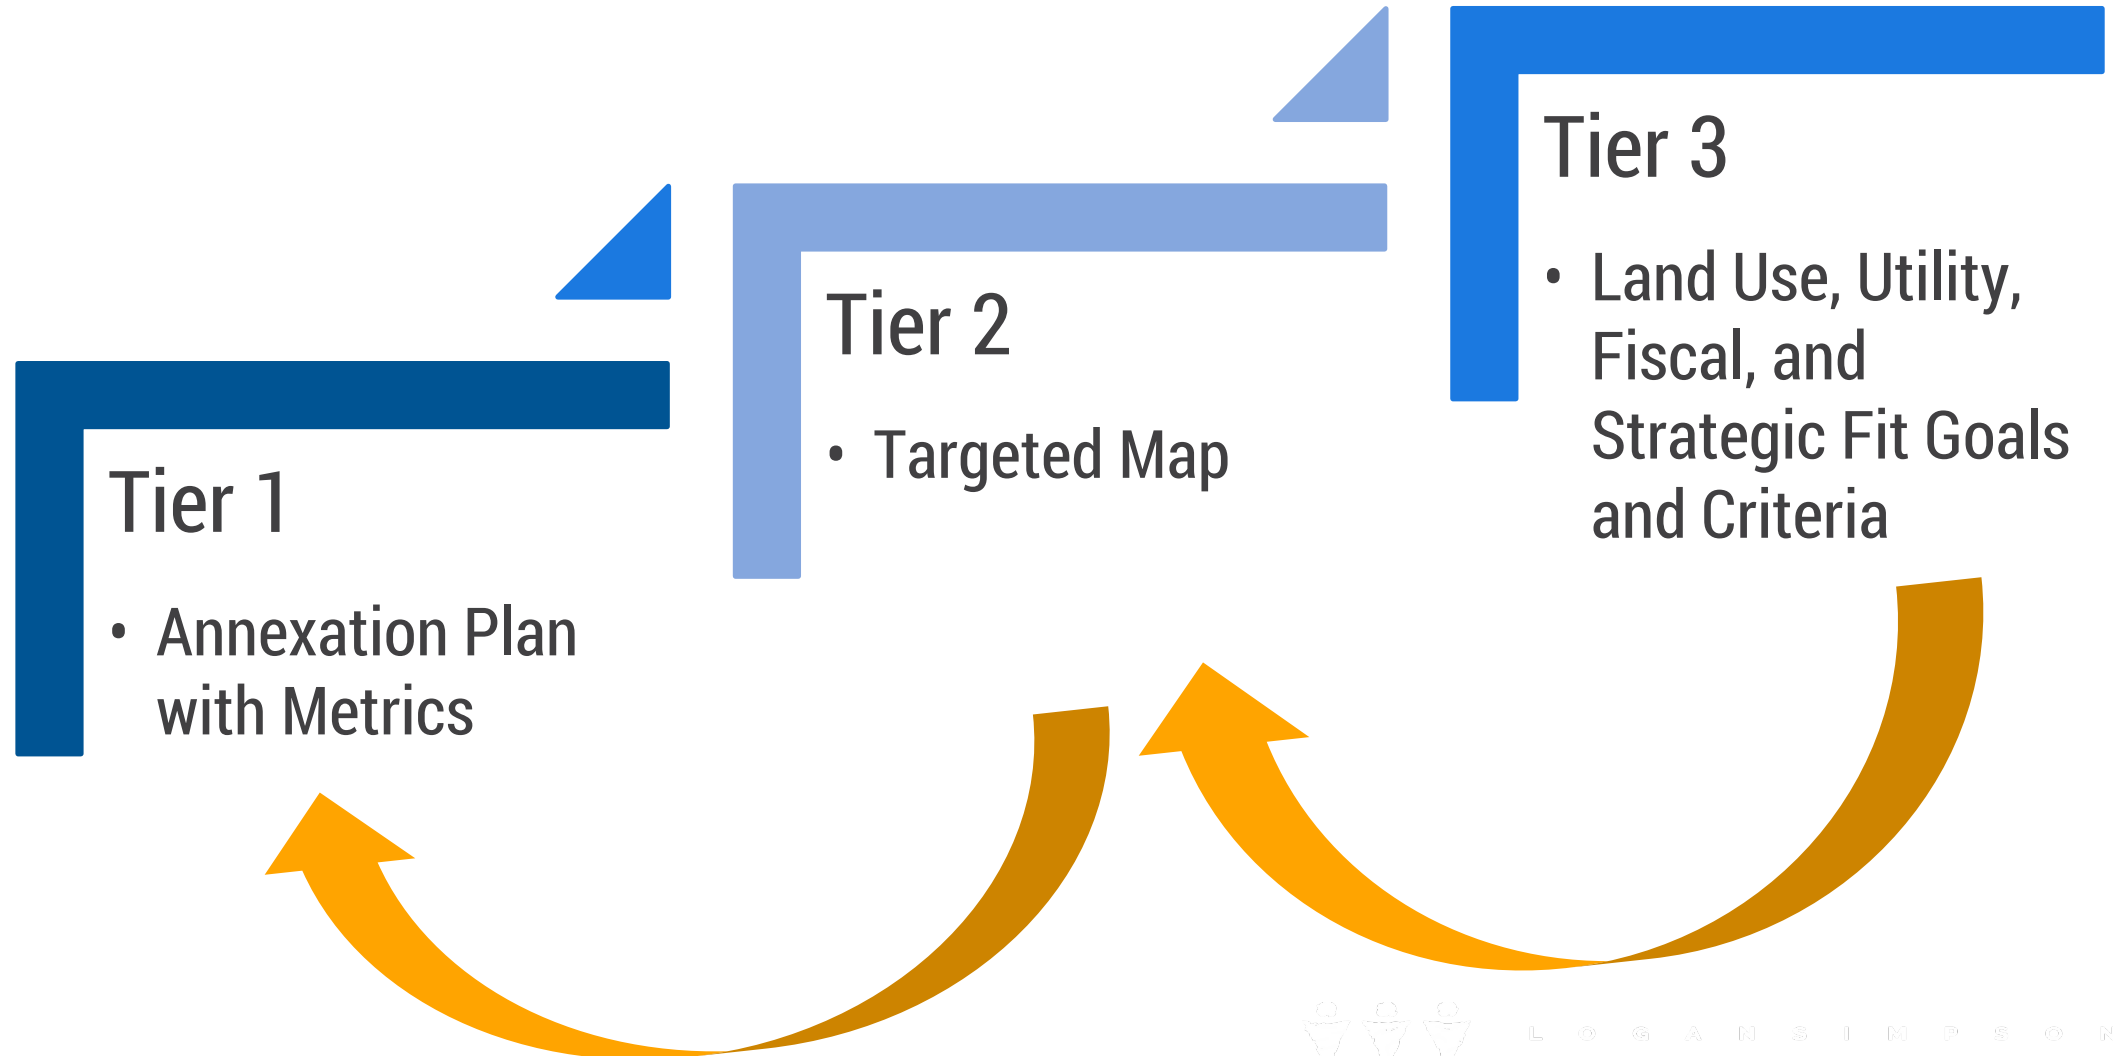 Tier 1
• Annexation Plan
with Metrics
Tier 2
• Targeted Map
Tier 3
• Land Use, Utility,
Fiscal, and
Strategic Fit Goals
and Criteria
LOGANSIMPSON